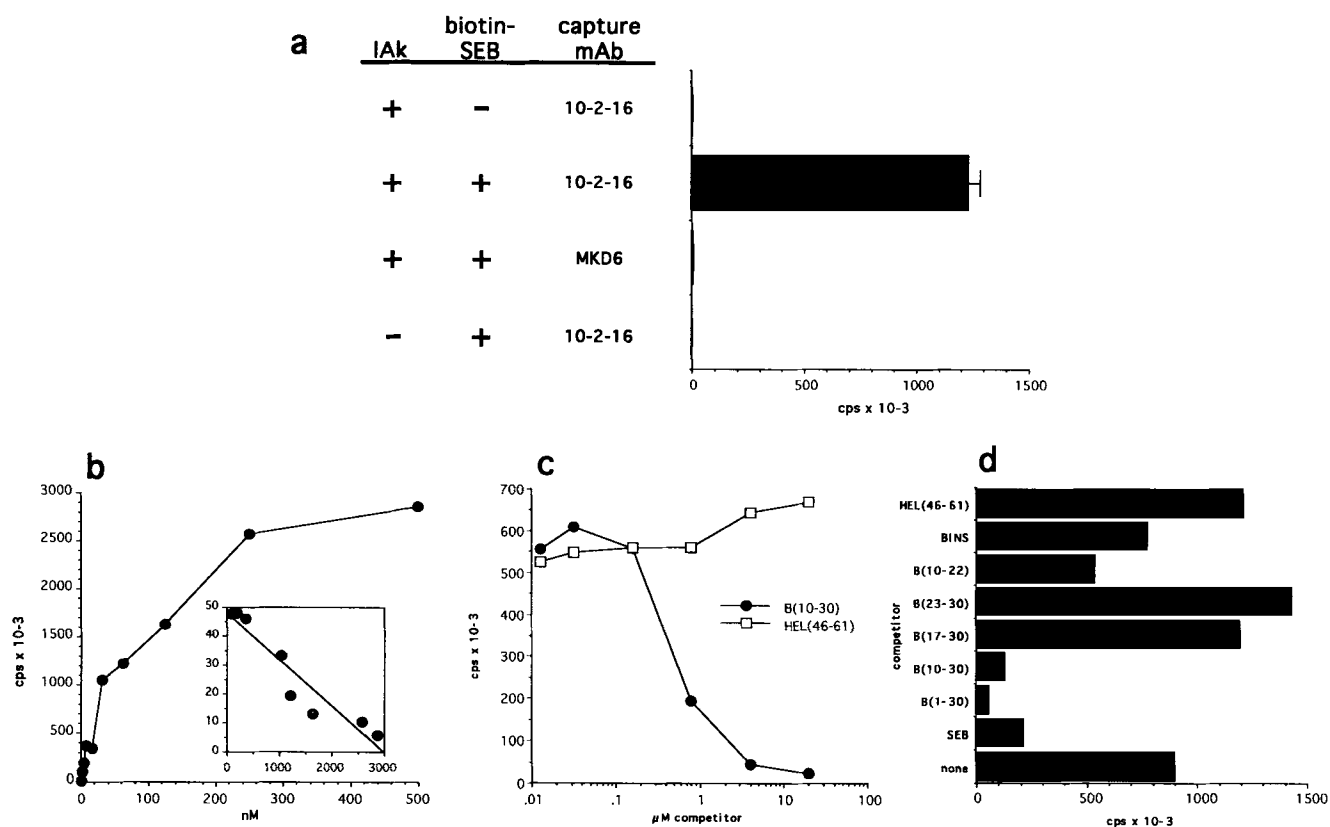 a
IAk biotin-SEB capture mAb
+ - 10-2-16
+ + 10-2-16
+ + MKD6
- + 10-2-16
0 500 1000 1500
cps x 10-3
b
3000
2500
2000
1500
1000
500
0
cps x 10-3
0 100 200 300 400 500
nM
50
40
30
20
10
0
0 1000 2000 3000
c
700
600
500
400
300
200
100
0
cps x 10-3
B(10-30)
HEL(46-61)
.01 .1 1 10 100
µM competitor
d
competitor
HEL(46-61)
BINS
B(10-22)
B(23-30)
B(17-30)
B(10-30)
B(1-30)
SEB
none
0 500 1000 1500
cps x 10-3